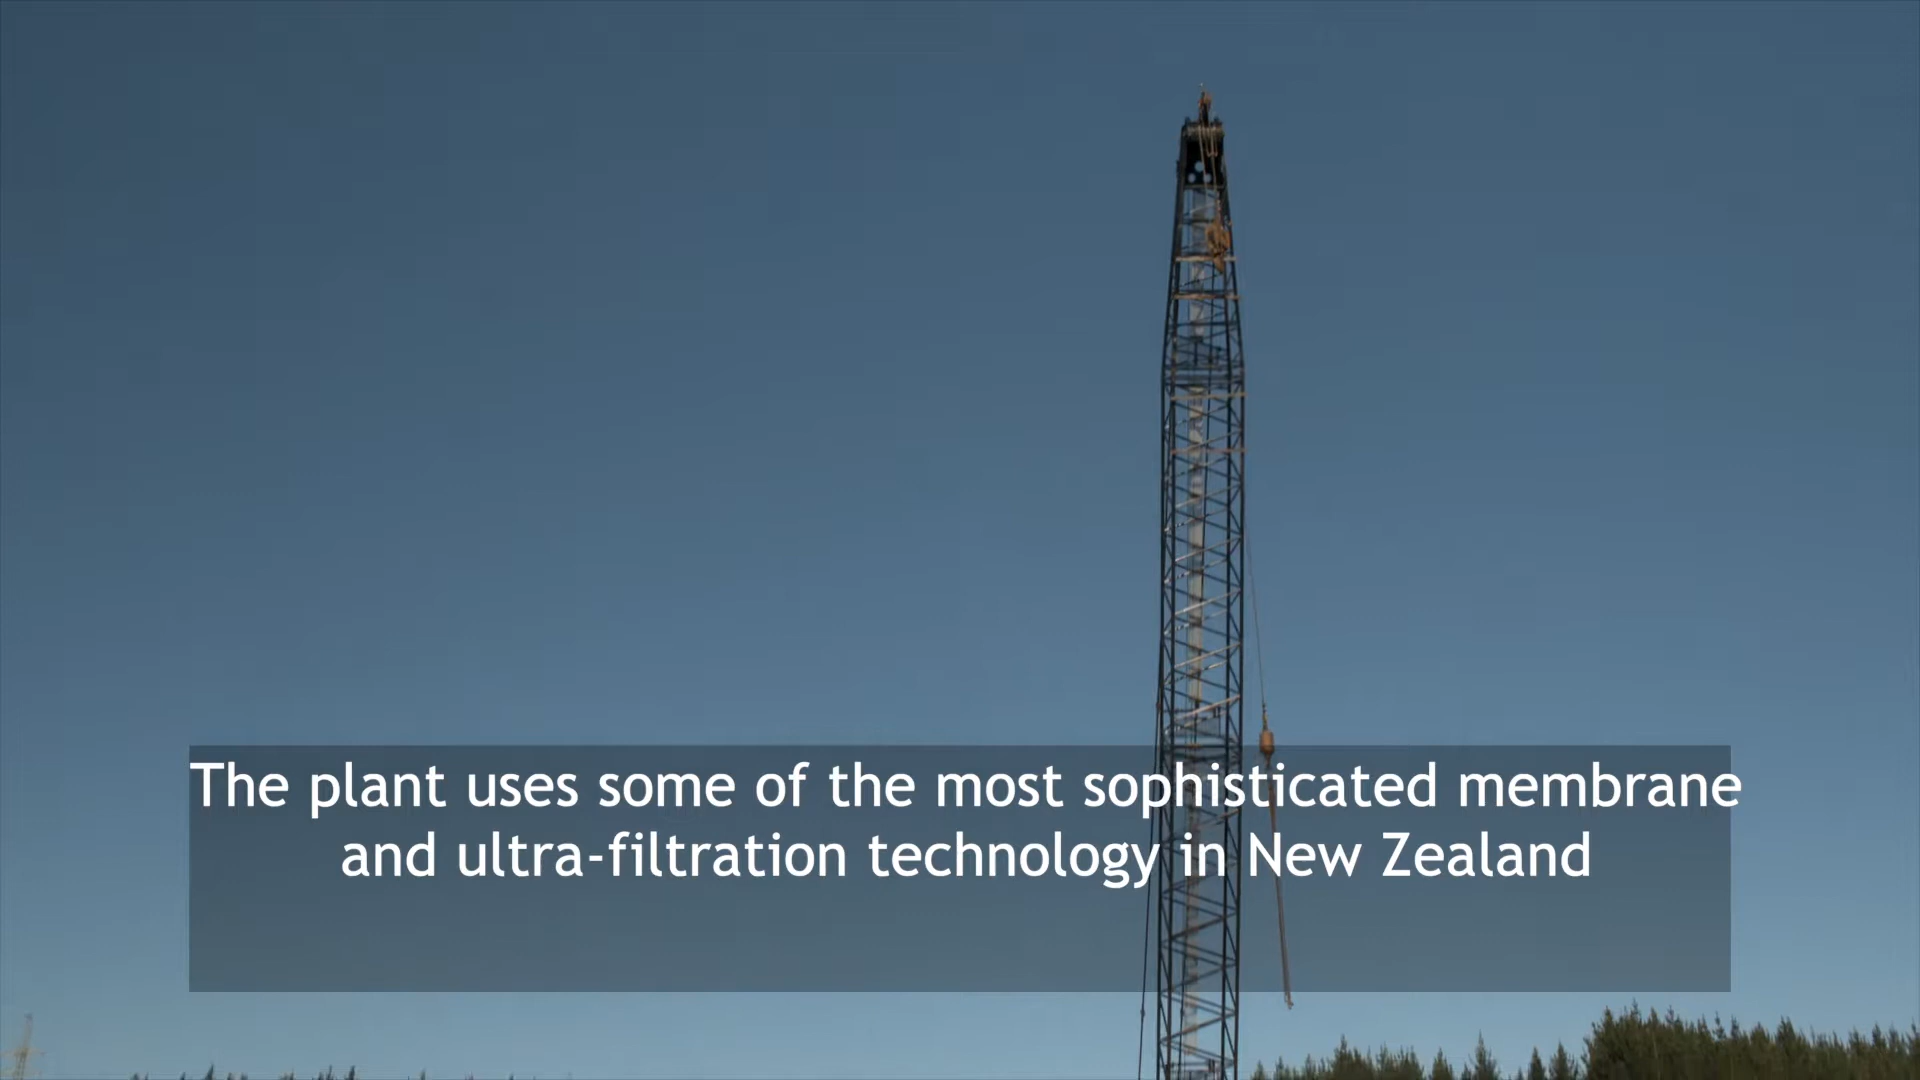 The plant uses some of the most sophisticated membrane
and ultra-filtration technology in New Zealand